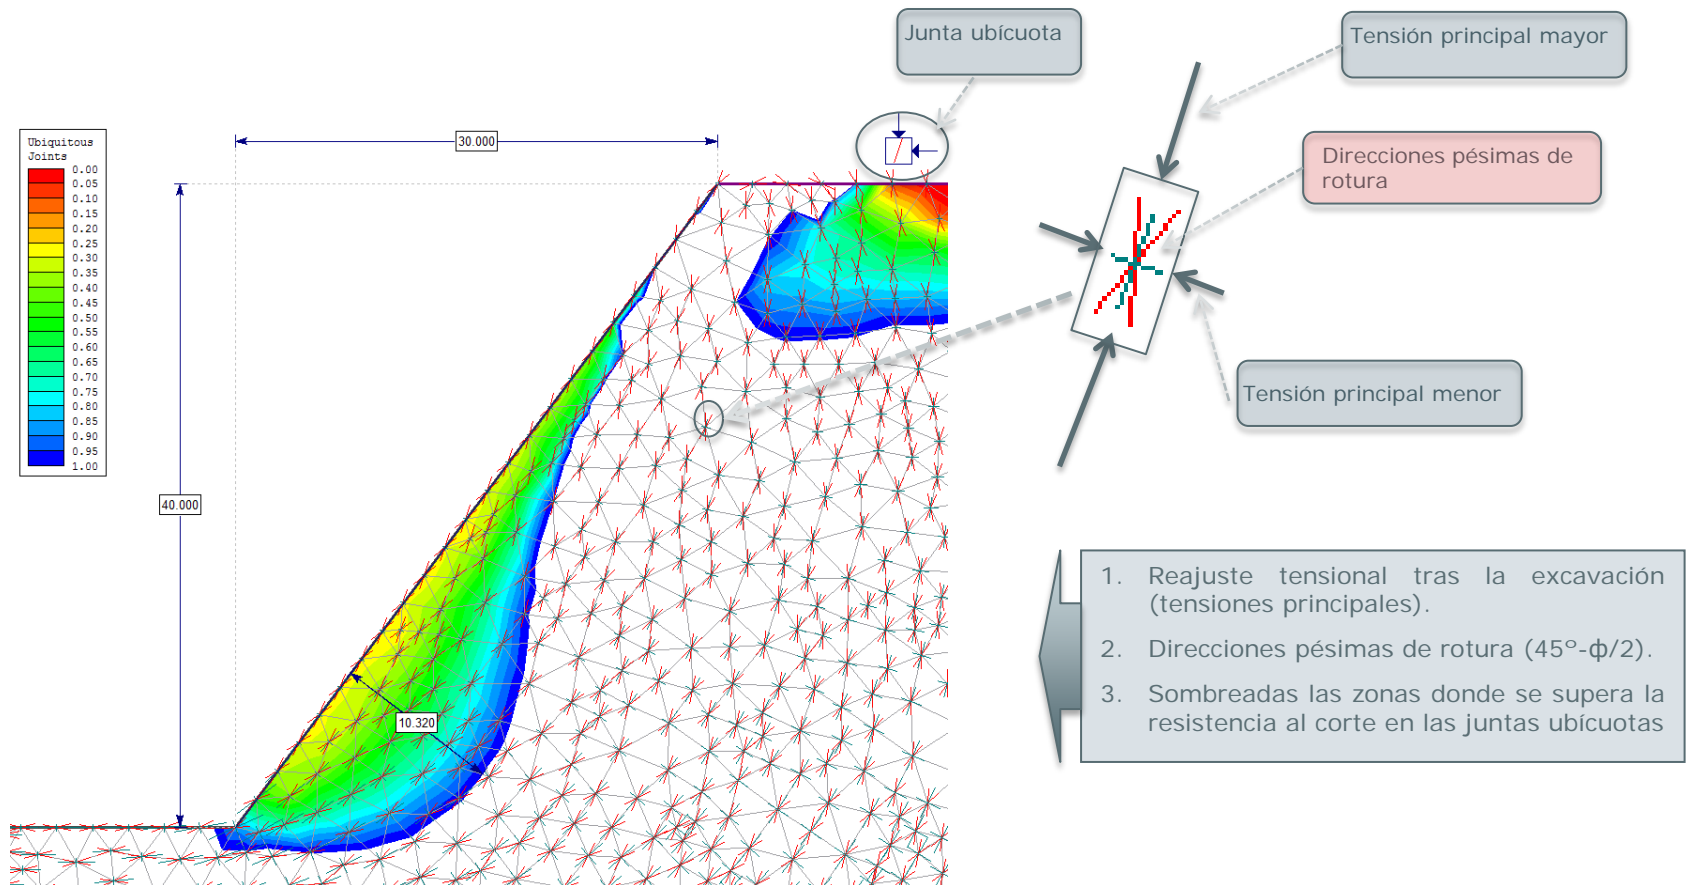 Junta ubícuota
Tensión principal mayor
Direcciones pésimas de
rotura
Tensión principal menor
30.000
40.000
10.320
Ubiquitous
Joints
0.00
0.05
0.10
0.15
0.20
0.25
0.30
0.35
0.40
0.45
0.50
0.55
0.60
0.65
0.70
0.75
0.80
0.85
0.90
0.95
1.00
1. Reajuste tensional tras la excavación
(tensiones principales).
2. Direcciones pésimas de rotura (45º-ϕ/2).
3. Sombreadas las zonas donde se supera la
resistencia al corte en las juntas ubícuotas